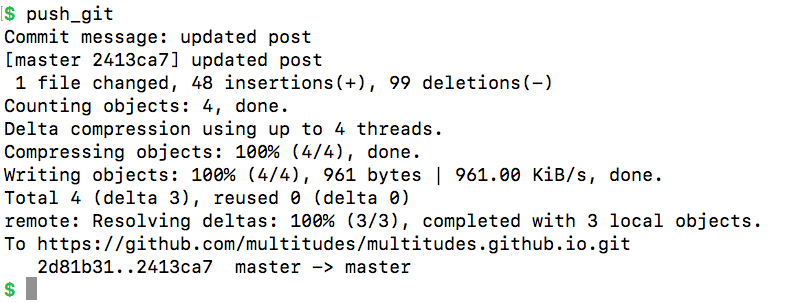 $ push_git
Commit message: updated post
[master 2413ca7] updated post
 1 file changed, 48 insertions(+), 99 deletions(-)
Counting objects: 4, done.
Delta compression using up to 4 threads.
Compressing objects: 100% (4/4), done.
Writing objects: 100% (4/4), 961 bytes | 961.00 KiB/s, done.
Total 4 (delta 3), reused 0 (delta 0)
remote: Resolving deltas: 100% (3/3), completed with 3 local objects.
To https://github.com/multitudes/multitudes.github.io.git
   2d81b31..2413ca7  master -> master
$